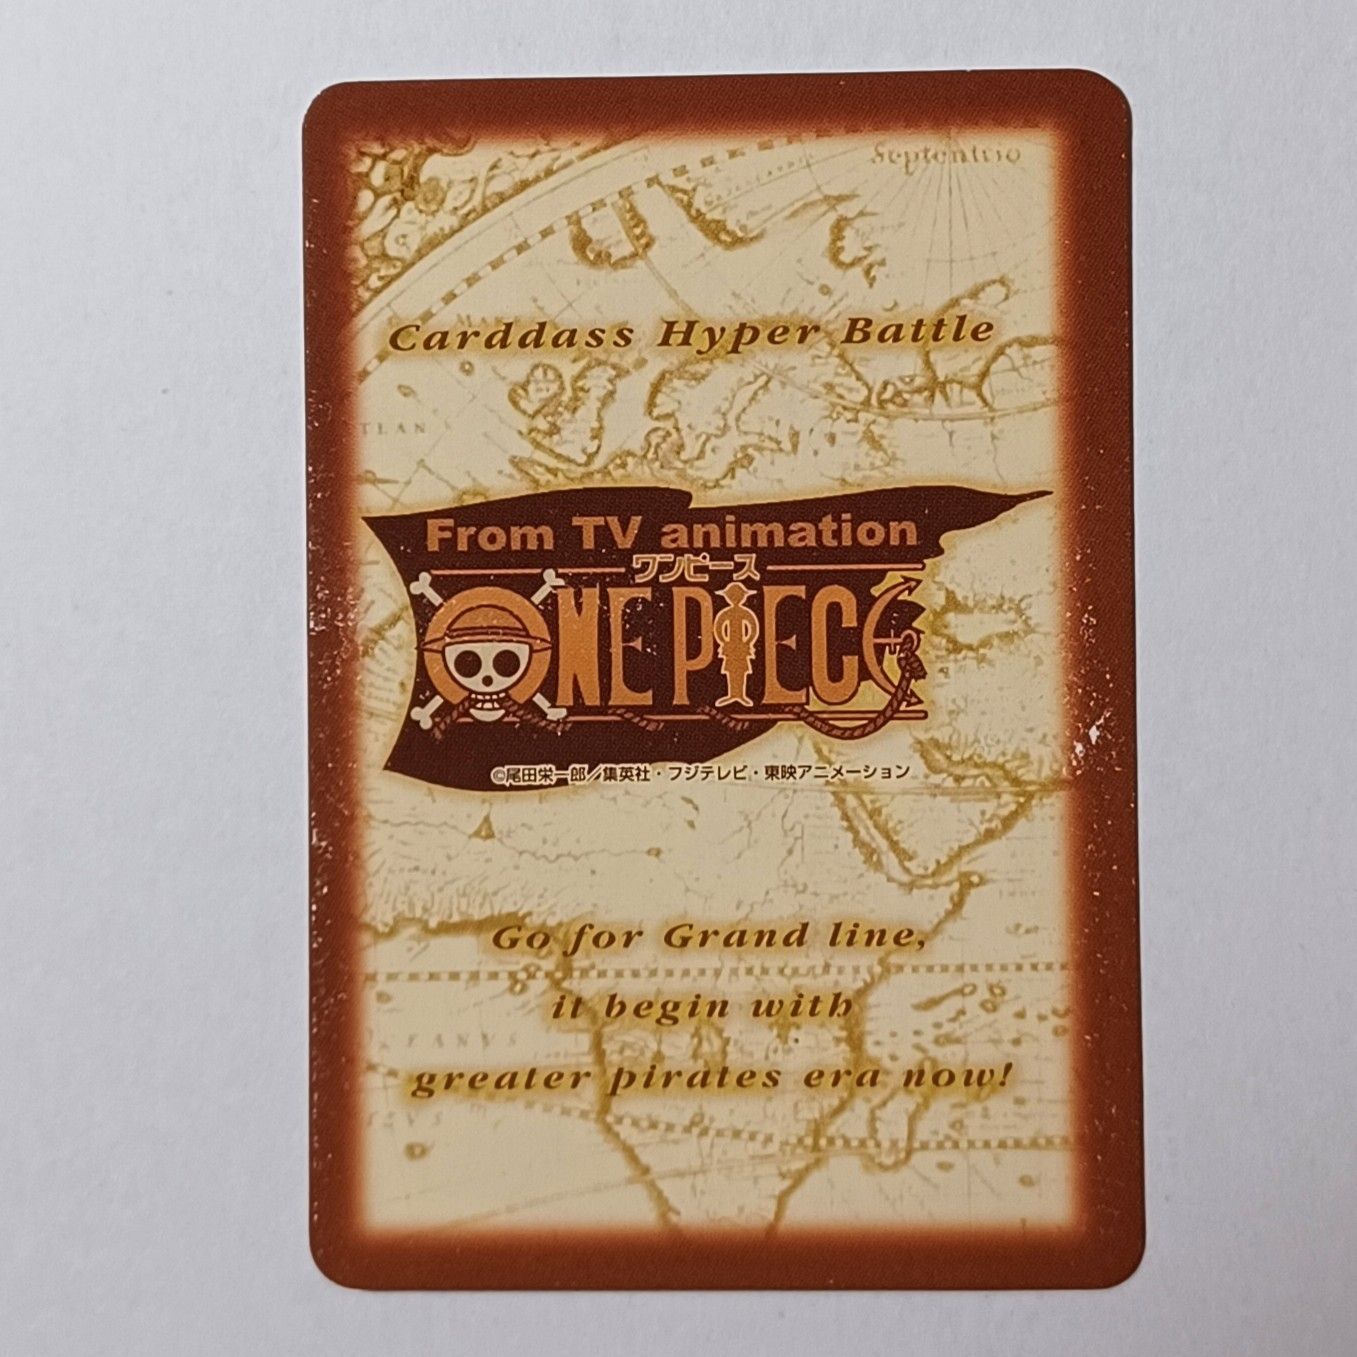 Septentrio
Carddass Hyper Battle
From TV animation
ワンピース
ONE PIECE
©尾田栄一郎/集英社・フジテレビ・東映アニメーション
Go for Grand line,
it begin with
greater pirates era now!